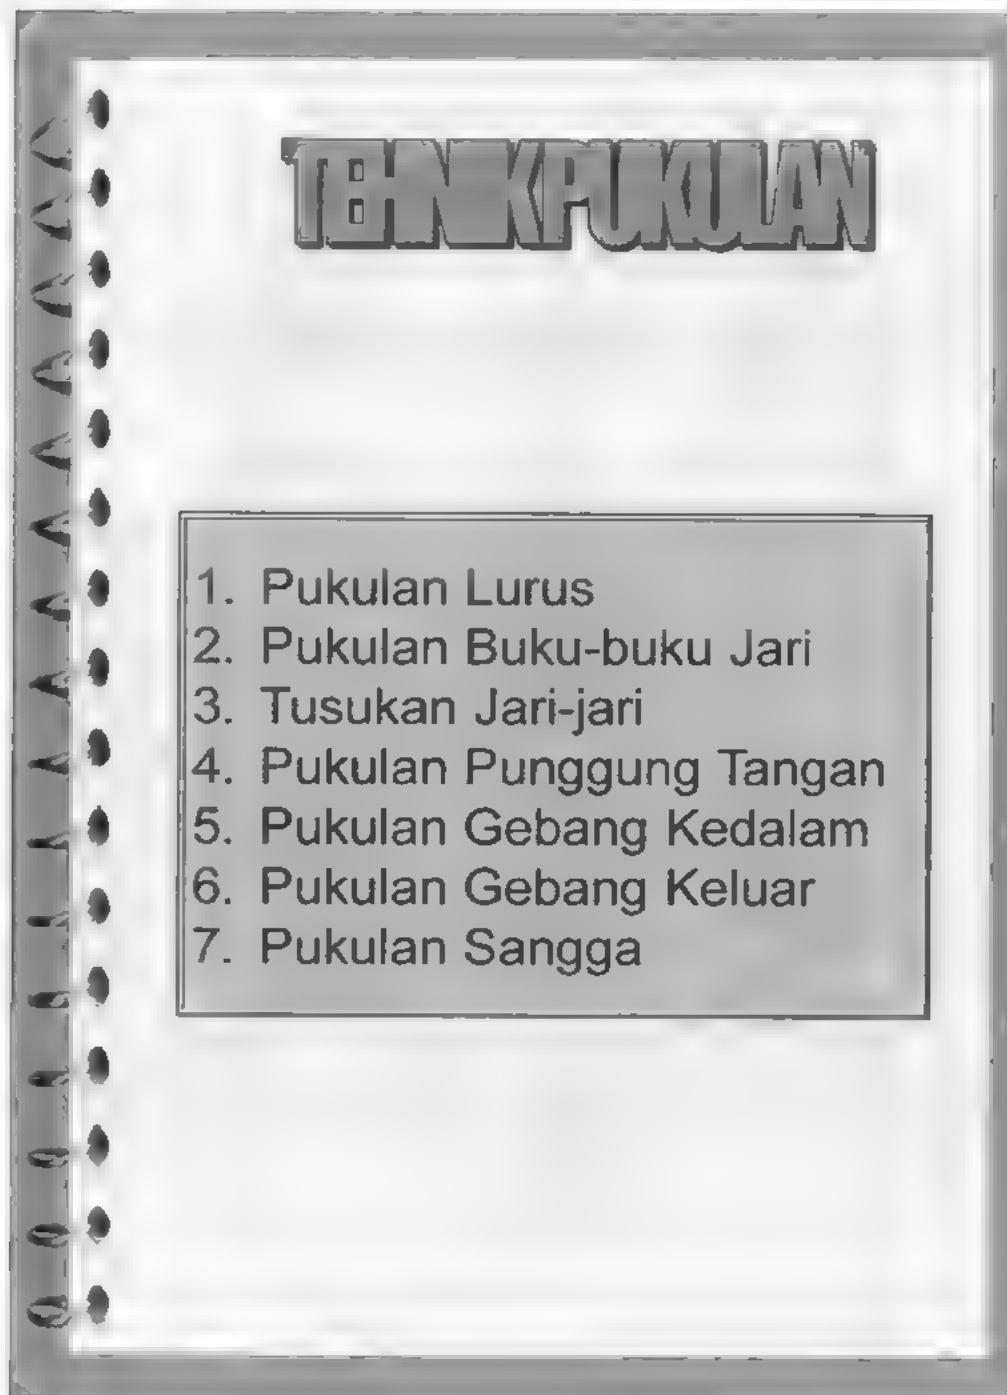 TEHNIK PUKULAN
1. Pukulan Lurus
2. Pukulan Buku-buku Jari
3. Tusukan Jari-jari
4. Pukulan Punggung Tangan
5. Pukulan Gebang Kedalam
6. Pukulan Gebang Keluar
7. Pukulan Sangga